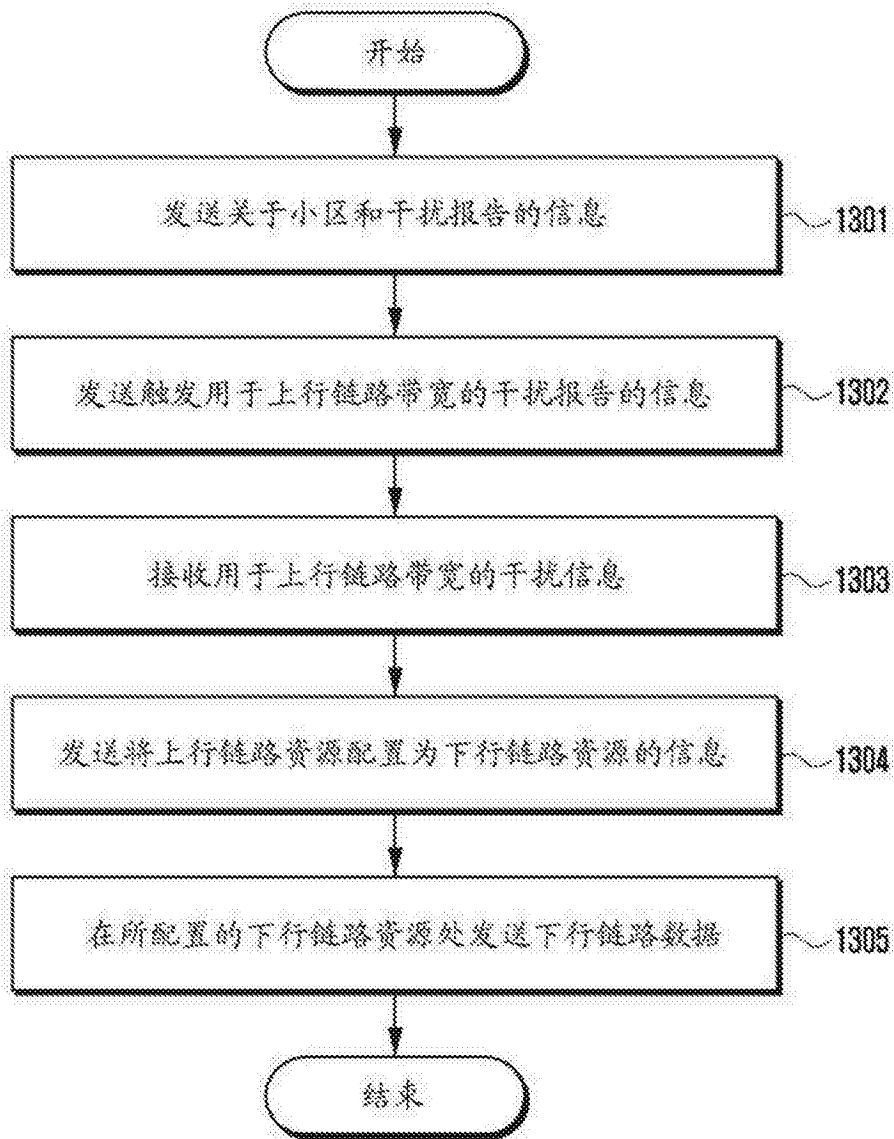 开始
发送关于小区和干扰报告的信息
1301
发送触发用于上行链路带宽的干扰报告的信息
1302
接收用于上行链路带宽的干扰信息
1303
发送将上行链路资源配置为下行链路资源的信息
1304
在所配置的下行链路资源处发送下行链路数据
1305
结束